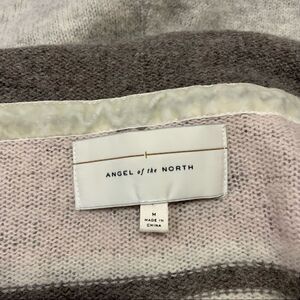 ANGEL of the NORTH
M
MADE IN
CHINA